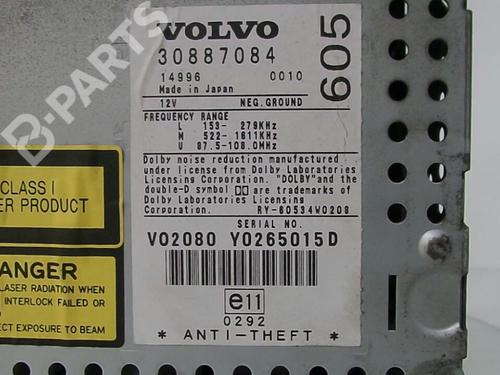 VOLVO
30887084
14996 0010
Made in Japan
605
12V NEG.GROUND
FREQUENCY RANGE
L 153- 279KHz
M 522-1611KHz
U 87.5-108.0MHz
Dolby noise reduction manufactured
under license from Dolby Laboratories
Licensing Corporation. "DOLBY"and the
double-D symbol are trademarks of
Dolby Laboratories Licensing
Corporation. RY-60534W0209
SERIAL NO.
V02080 Y0265015D
e11
0292
* ANTI-THEFT *
CLASS I
ER PRODUCT
ANGER
LASER RADIATION WHEN
INTERLOCK FAILED OR
CT EXPOSURE TO BEAM
B-PARTS